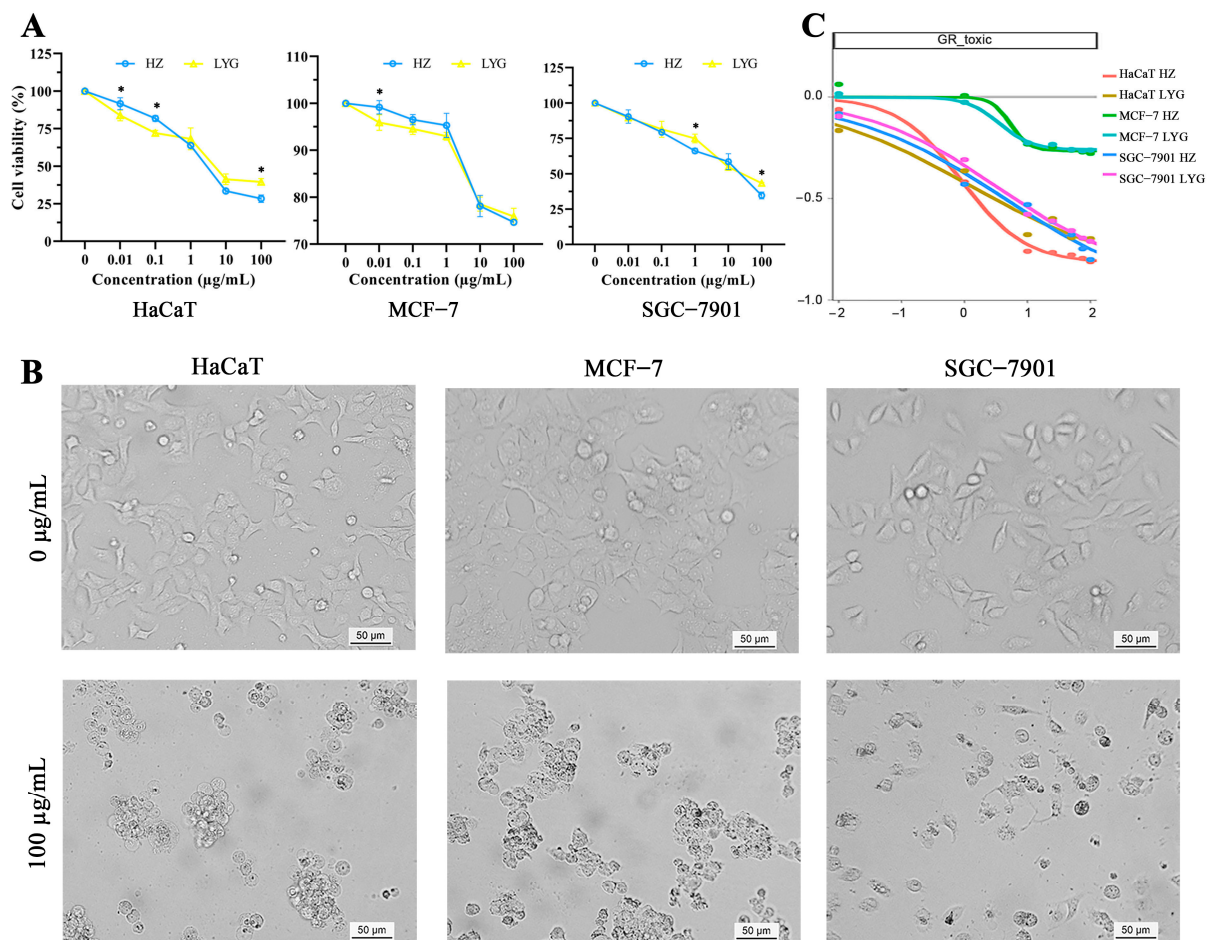 A
C
Cell viability (%)
HZ LYG
125
100
75
50
25
0
* * *
0 0.01 0.1 1 10 100
Concentration (μg/mL)
HaCaT
HZ LYG
110
100
90
80
70
*
0 0.01 0.1 1 10 100
Concentration (μg/mL)
MCF−7
HZ LYG
125
100
75
50
25
0
* *
0 0.01 0.1 1 10 100
Concentration (μg/mL)
SGC−7901
GR_toxic
0.0
−0.5
−1.0
−2 −1 0 1 2
HaCaT HZ
HaCaT LYG
MCF−7 HZ
MCF−7 LYG
SGC−7901 HZ
SGC−7901 LYG
B
HaCaT MCF−7 SGC−7901
0 μg/mL
50 μm 50 μm 50 μm
100 μg/mL
50 μm 50 μm 50 μm